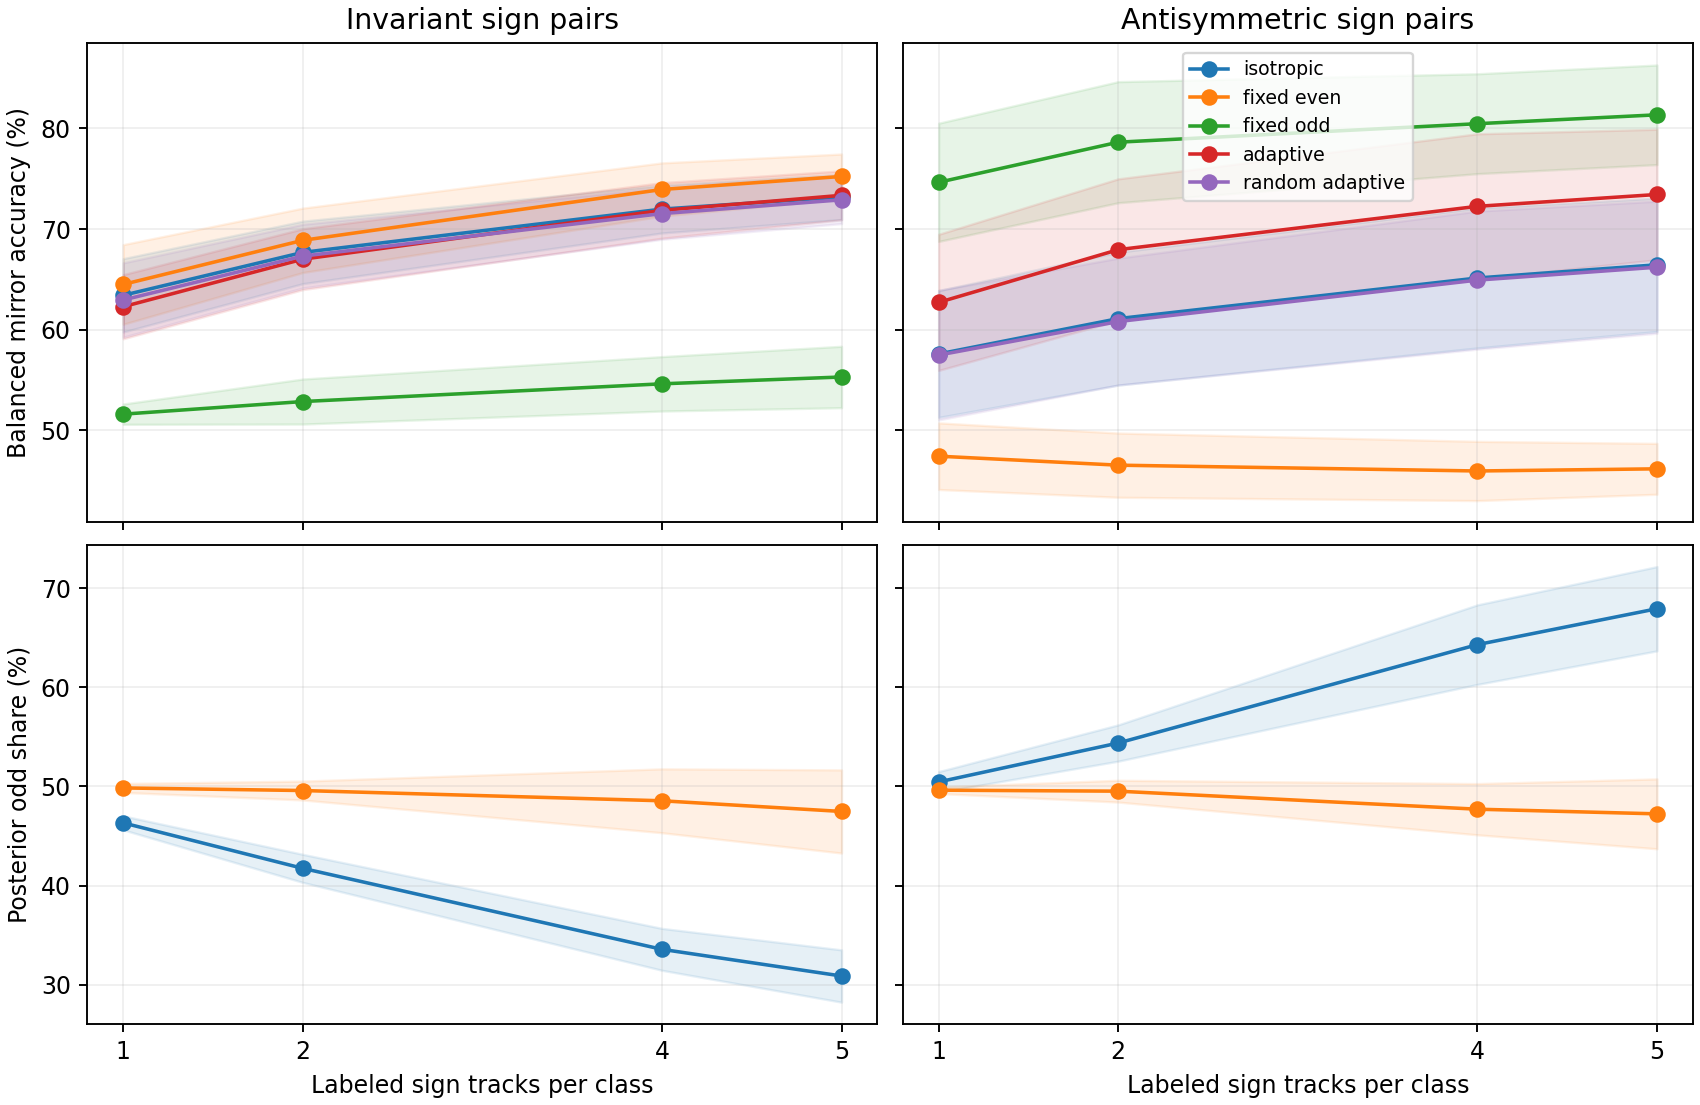 Invariant sign pairs
Antisymmetric sign pairs
Balanced mirror accuracy (%)
80
70
60
50
isotropic
fixed even
fixed odd
adaptive
random adaptive
Posterior odd share (%)
70
60
50
40
30
1 2 4 5
1 2 4 5
Labeled sign tracks per class
Labeled sign tracks per class